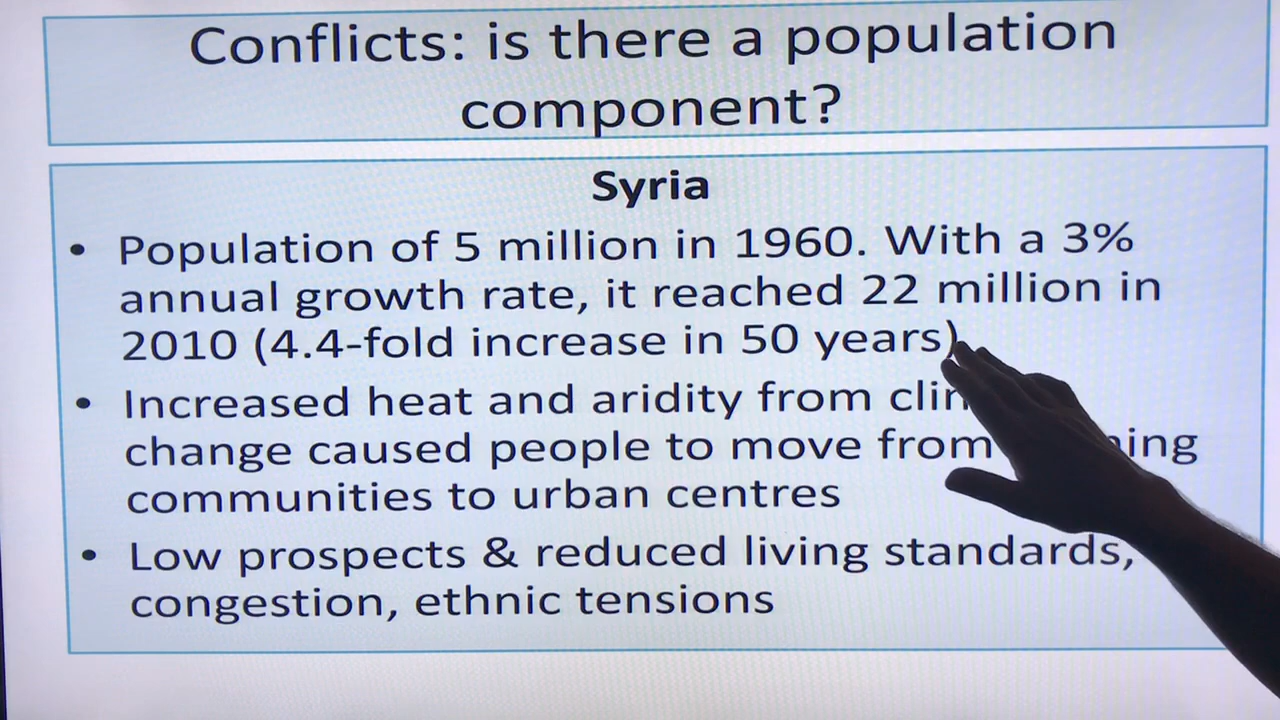 Conflicts: is there a population
component?
Syria
• Population of 5 million in 1960. With a 3%
annual growth rate, it reached 22 million in
2010 (4.4-fold increase in 50 years)
• Increased heat and aridity from
change caused people to move from
communities to urban centres
• Low prospects & reduced living standards,
congestion, ethnic tensions